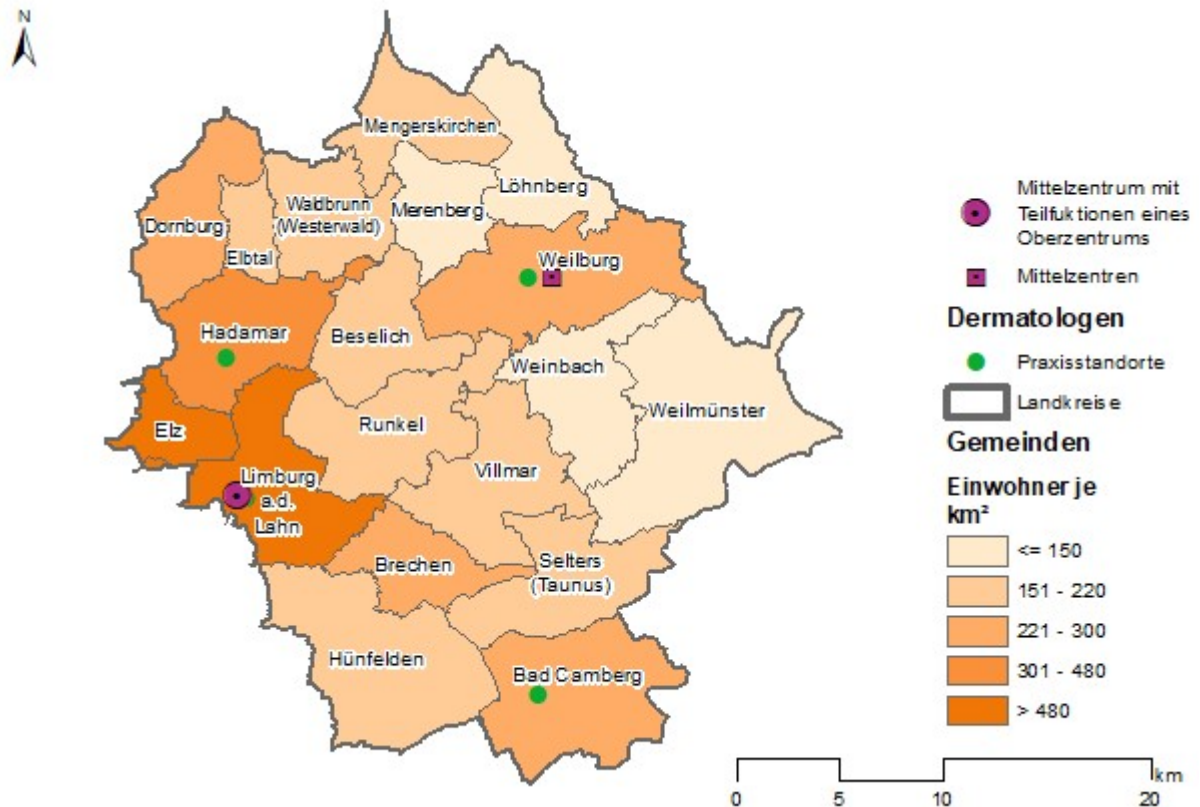 N
Mengerskirchen
Löhnberg
Waldbrunn
(Westerwald)
Merenberg
Dornburg
Elbtal
Weilburg
Hadamar
Beselich
Weinbach
Weilmünster
Elz
Runkel
Villmar
Limburg
a.d.
Lahn
Brechen
Selters
(Taunus)
Hünfelden
Bad Camberg
Mittelzentrum mit
Teilfuktionen eines
Oberzentrums
Mittelzentren
Dermatologen
Praxisstandorte
Landkreise
Gemeinden
Einwohner je
km²
<= 150
151 - 220
221 - 300
301 - 480
> 480
km
0 5 10 20